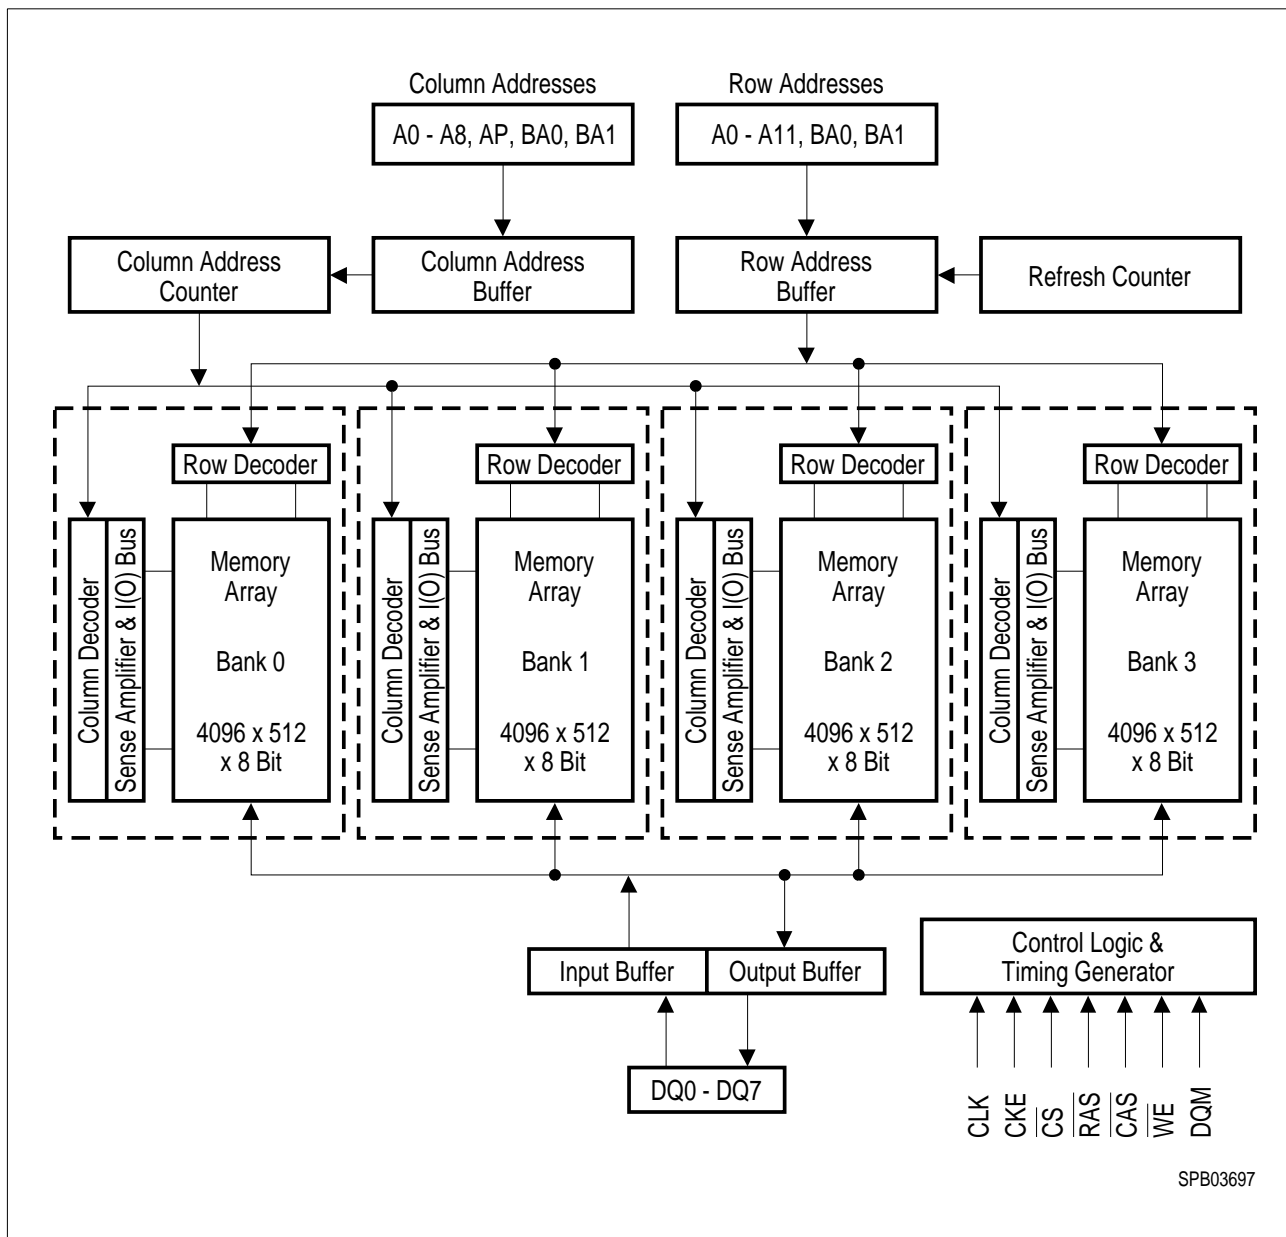 Column Addresses
Row Addresses
A0 - A8, AP, BA0, BA1
A0 - A11, BA0, BA1
Column Address
Counter
Column Address
Buffer
Row Address
Buffer
Refresh Counter
Row Decoder
Row Decoder
Row Decoder
Row Decoder
Column Decoder
Sense Amplifier & I(O) Bus
Memory
Array
Bank 0
4096 x 512
x 8 Bit
Column Decoder
Sense Amplifier & I(O) Bus
Memory
Array
Bank 1
4096 x 512
x 8 Bit
Column Decoder
Sense Amplifier & I(O) Bus
Memory
Array
Bank 2
4096 x 512
x 8 Bit
Column Decoder
Sense Amplifier & I(O) Bus
Memory
Array
Bank 3
4096 x 512
x 8 Bit
Input Buffer
Output Buffer
Control Logic &
Timing Generator
DQ0 - DQ7
CLK
CKE
C̅S̅
R̅A̅S̅
C̅A̅S̅
W̅E̅
DQM
SPB03697